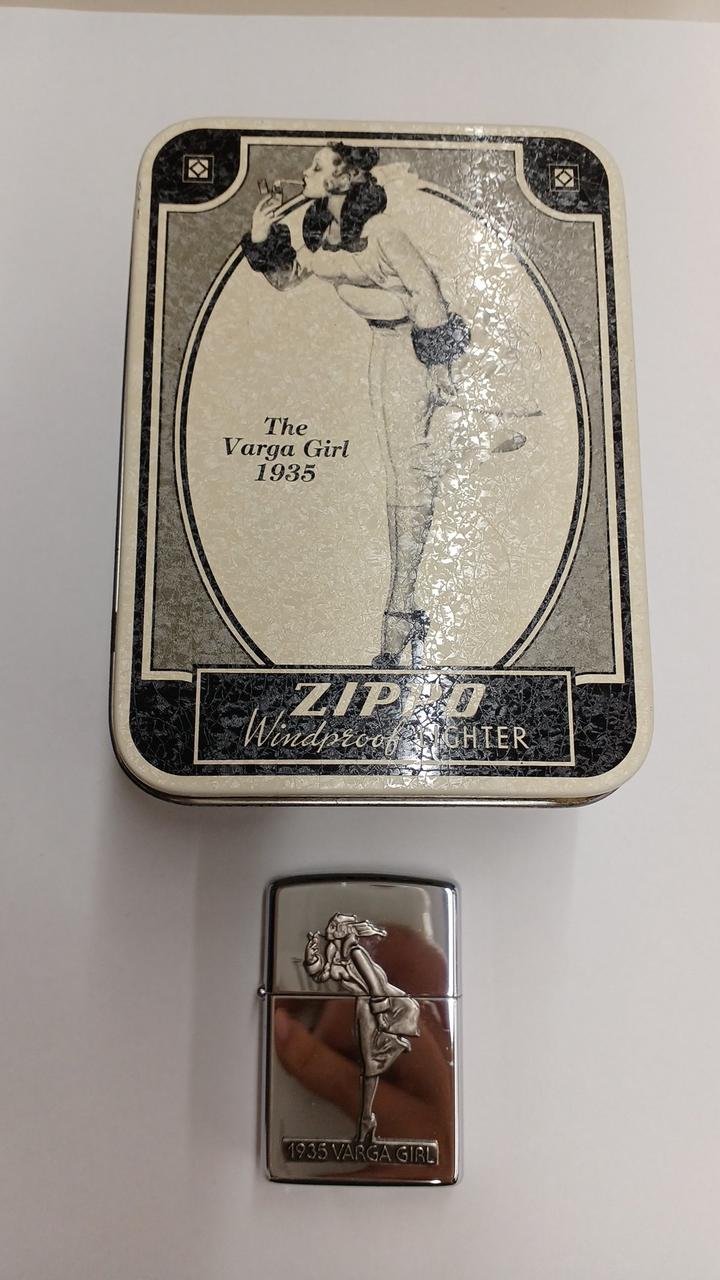 The
Varga Girl
1935
ZIPPO
Windproof LIGHTER
1935 VARGA GIRL